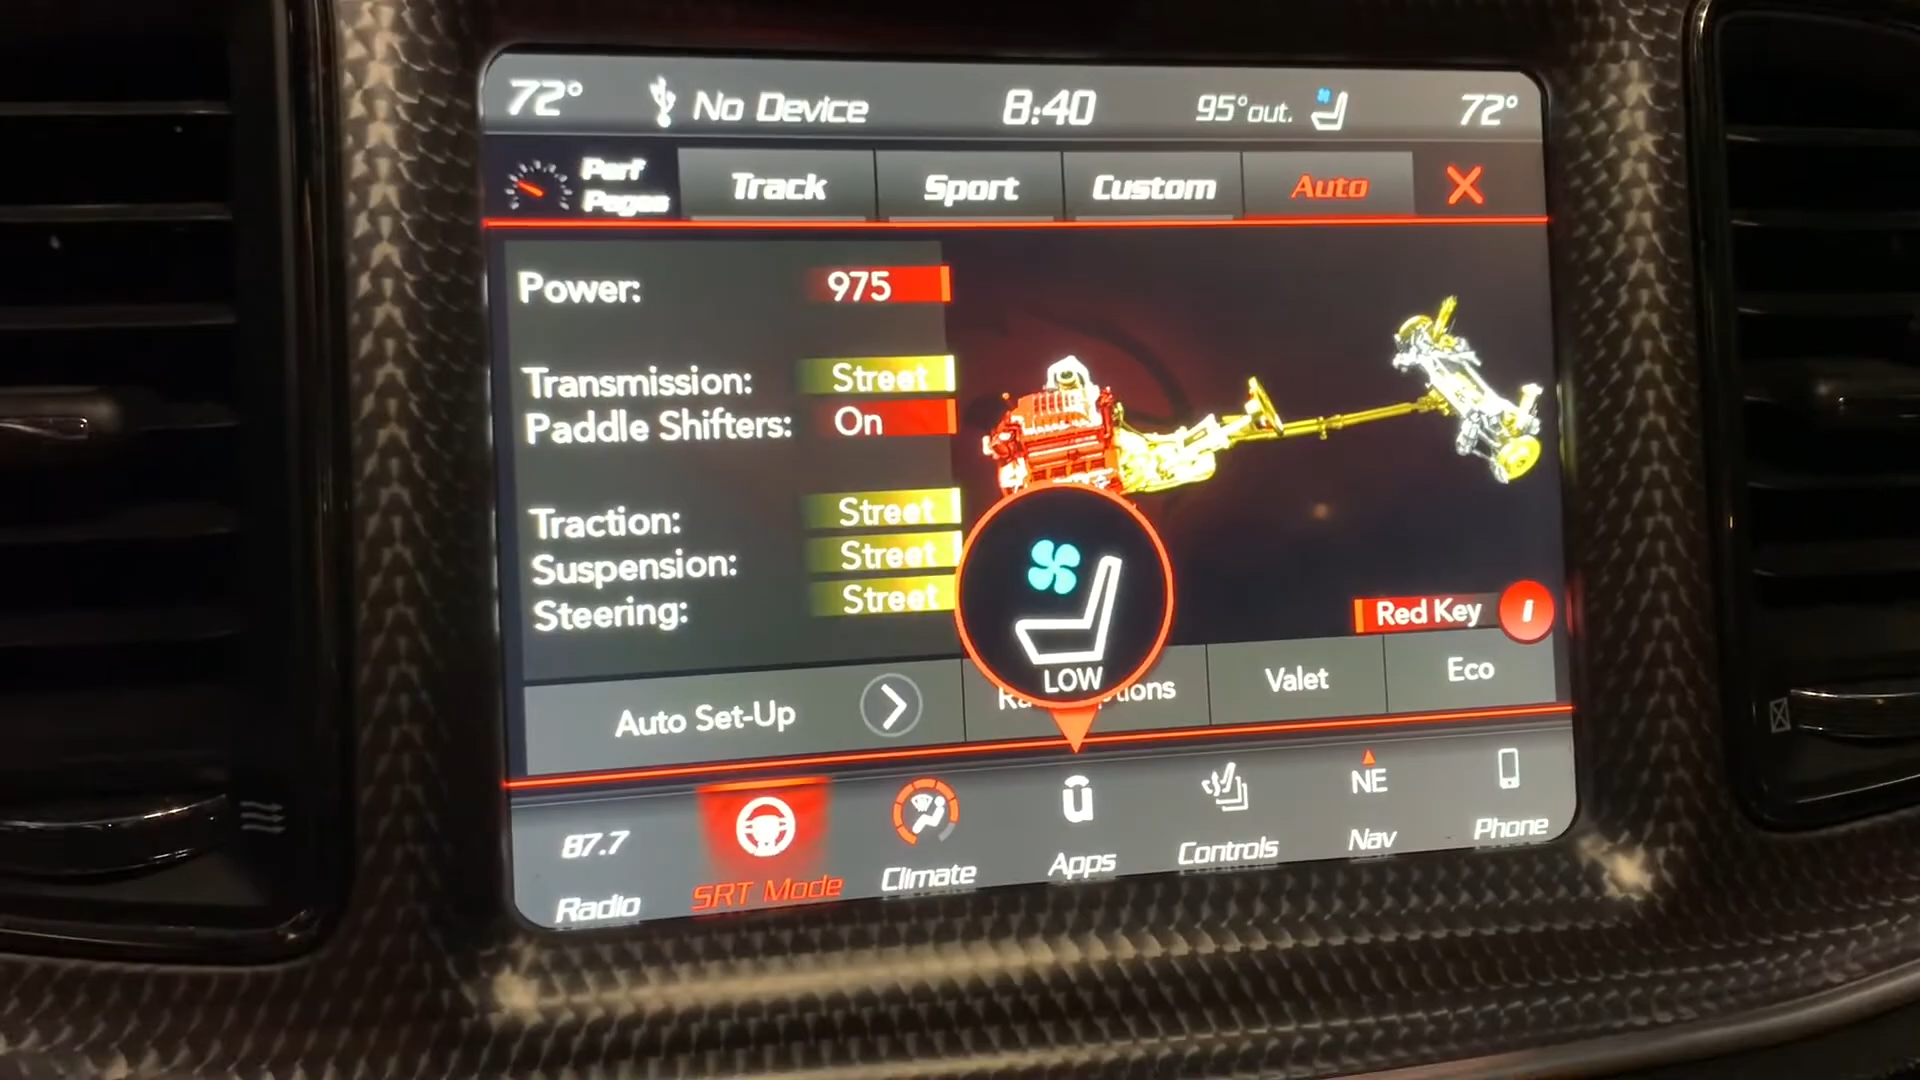 72° No Device 8:40 95°out. 72°
Perf
Pages
Track Sport Custom Auto
Power: 975
Transmission: Street
Paddle Shifters: On
Traction: Street
Suspension: Street
Steering: Street
Red Key
LOW
Auto Set-Up Valet Eco
87.7 NE
Radio SRT Mode Climate Apps Controls Nav Phone